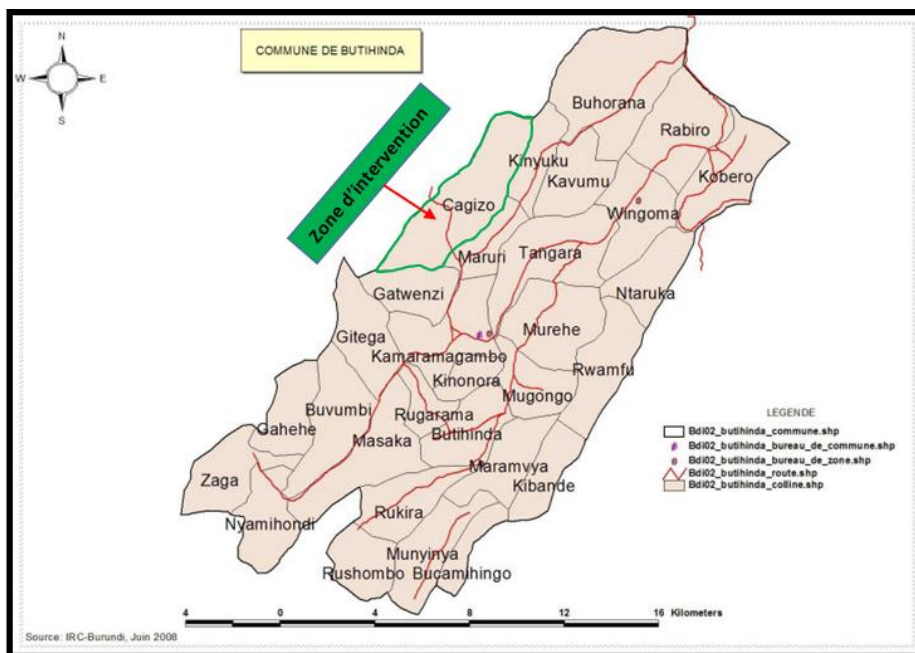 COMMUNE DE BUTIHINDA
N
W
E
S
Zone d'intervention
Buhorana
Rabiro
Kinyuku
Kavumu
Kobero
Cagizo
Wingoma
Maruri
Tangara
Gatwenzi
Ntaruka
Gitega
Murehe
Kamaramagambo
Rwamfu
Kinonora
Mugongo
Buvumbi
Rugarama
Gahehe
Masaka
Butihinda
Zaga
Maramvya
Kibande
Nyamihondi
Rukira
Munyinya
Rushombo
Bucamihingo
LEGENDE
Bdi02_butihinda_commune.shp
Bdi02_butihinda_bureau_de_commune.shp
Bdi02_butihinda_bureau_de_zone.shp
Bdi02_butihinda_route.shp
Bdi02_butihinda_colline.shp
4 0 4 8 12 16 Kilometers
Source: IRC-Burundi, Juin 2008